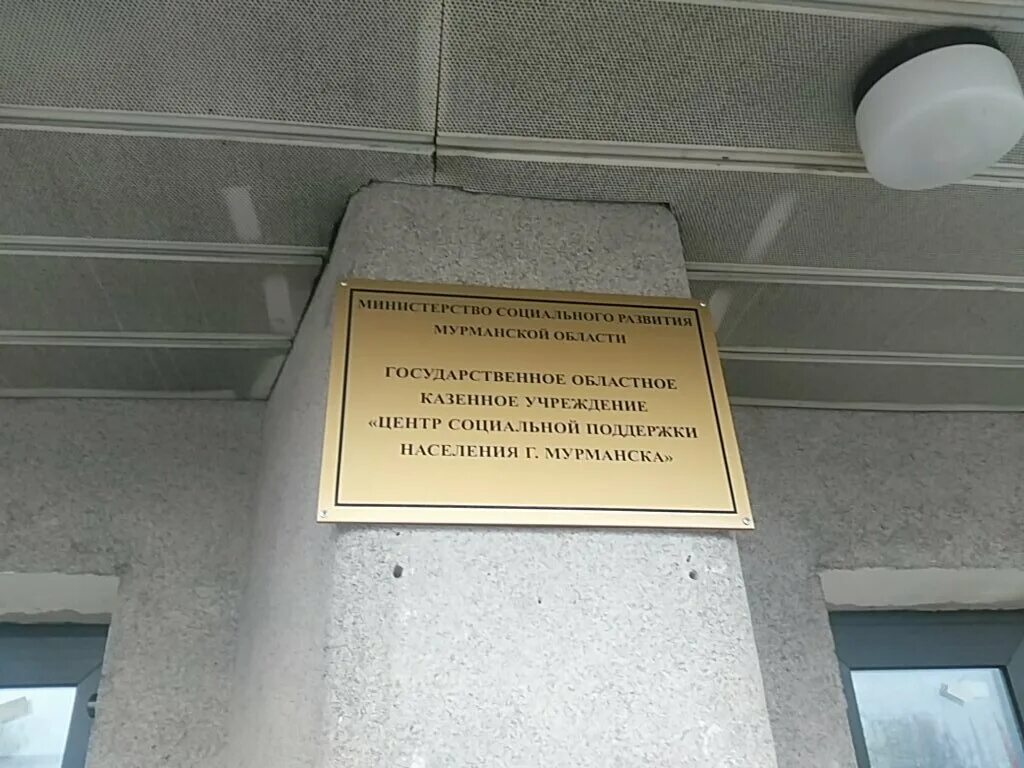 МИНИСТЕРСТВО СОЦИАЛЬНОГО РАЗВИТИЯ
МУРМАНСКОЙ ОБЛАСТИ
ГОСУДАРСТВЕННОЕ ОБЛАСТНОЕ
КАЗЕННОЕ УЧРЕЖДЕНИЕ
«ЦЕНТР СОЦИАЛЬНОЙ ПОДДЕРЖКИ
НАСЕЛЕНИЯ Г. МУРМАНСКА»